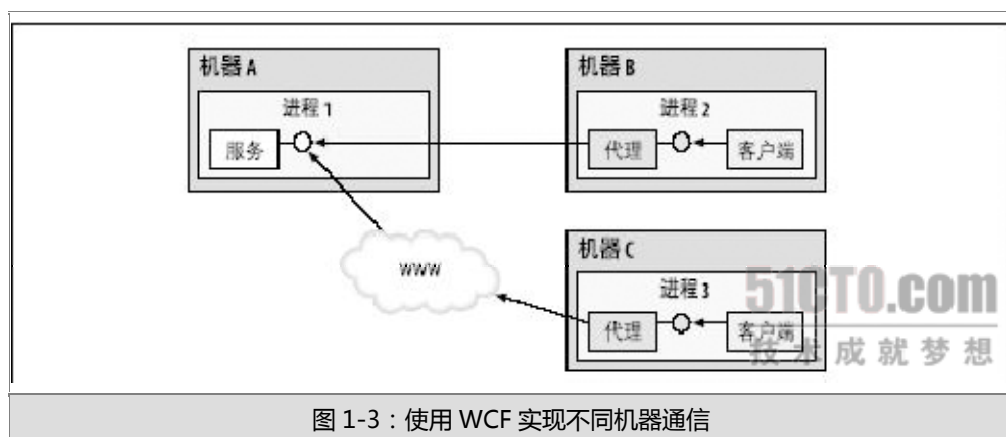 机器 A
进程 1
服务
机器 B
进程 2
代理
客户端
www
机器 C
进程 3
代理
客户端
51CTO.com
技术成就梦想
图 1-3：使用 WCF 实现不同机器通信